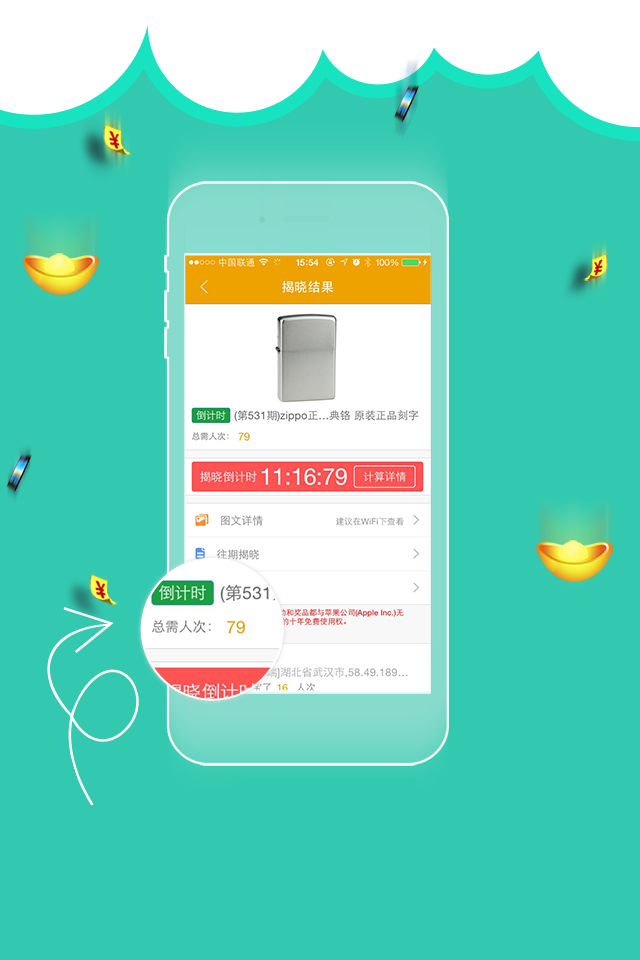 中国联通 15:54 100%
揭晓结果
倒计时 (第531期)zippo正...典铬 原装正品刻字
总需人次: 79
揭晓倒计时 11:16:79 计算详情
图文详情 建议在WiFi下查看
往期揭晓
倒计时 (第531
总需人次: 79
揭晓倒计时
动和奖品都与苹果公司(Apple Inc.)无
的十年免费使用权。
]湖北省武汉市,58.49.189...
了 16 人次
¥
¥
¥